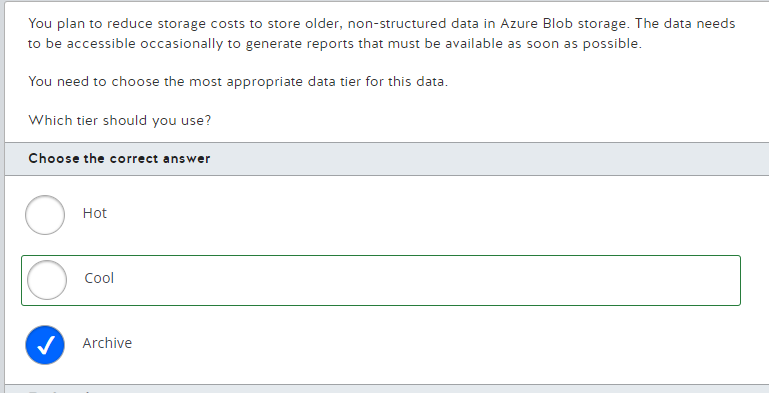 You plan to reduce storage costs to store older, non-structured data in Azure Blob storage. The data needs
to be accessible occasionally to generate reports that must be available as soon as possible.
You need to choose the most appropriate data tier for this data.
Which tier should you use?
Choose the correct answer
Hot
Cool
Archive